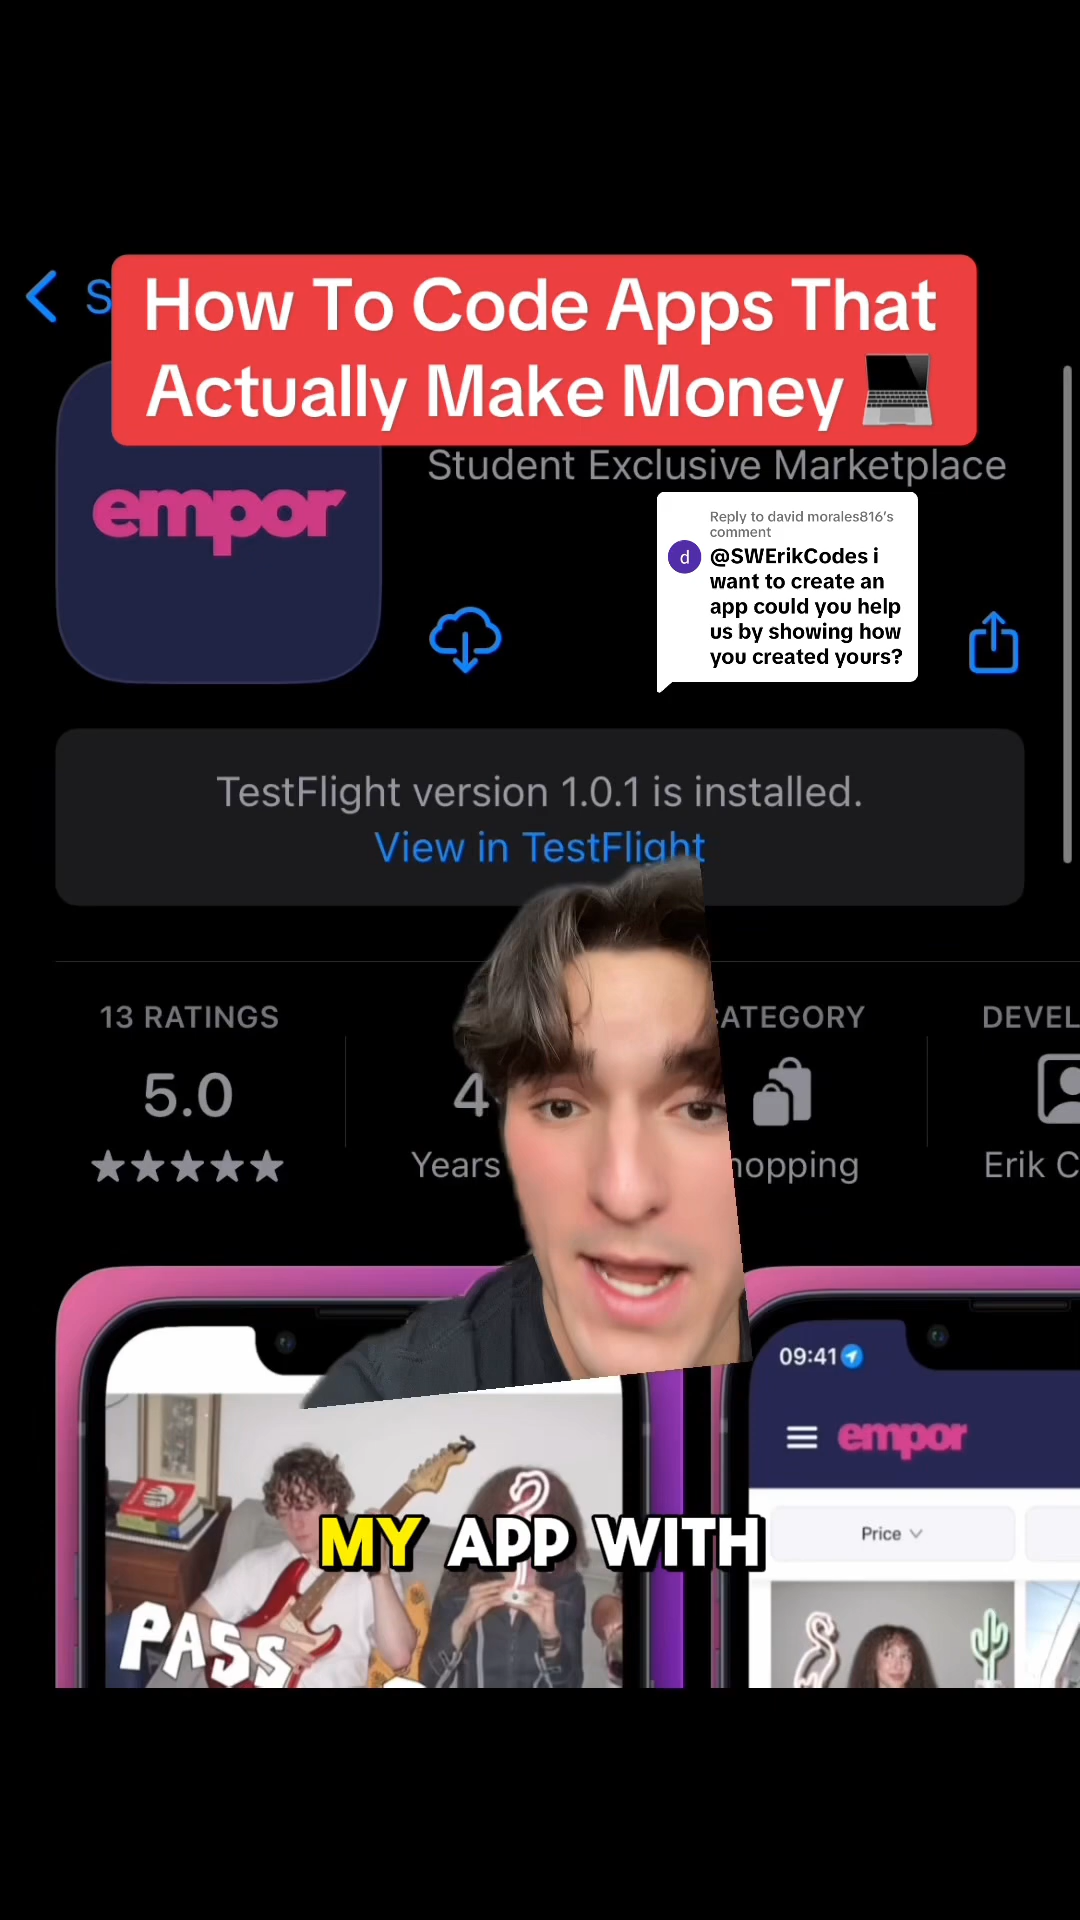 How To Code Apps That
Actually Make Money
S
empor
Student Exclusive Marketplace
Reply to david morales816's
comment
d
@SWErikCodes i
want to create an
app could you help
us by showing how
you created yours?
TestFlight version 1.0.1 is installed.
View in TestFlight
13 RATINGS
5.0
4
Years
ATEGORY
hopping
DEVEL
Erik C
09:41
empor
Price
MY APP WITH
PASS